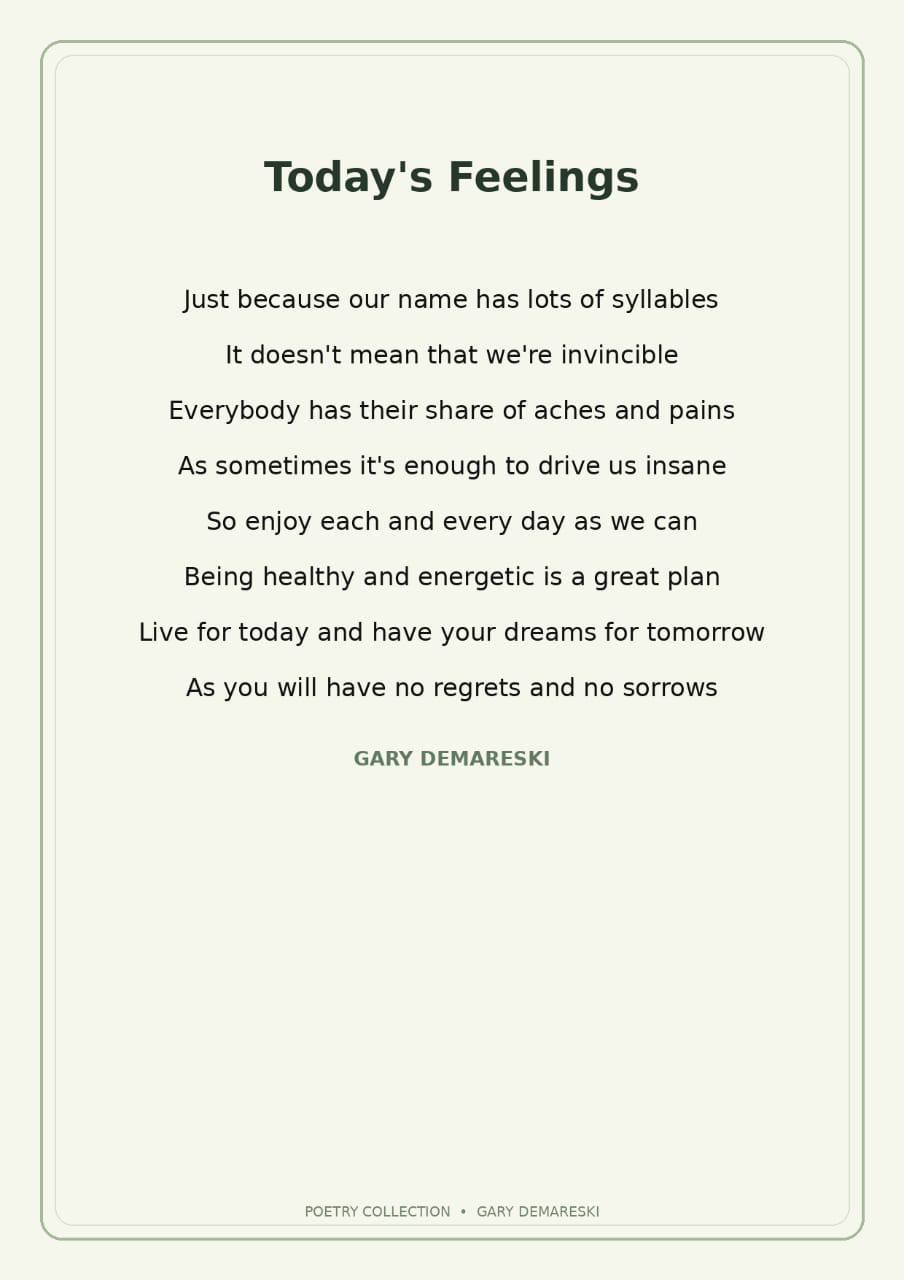 Today's Feelings
Just because our name has lots of syllables
It doesn't mean that we're invincible
Everybody has their share of aches and pains
As sometimes it's enough to drive us insane
So enjoy each and every day as we can
Being healthy and energetic is a great plan
Live for today and have your dreams for tomorrow
As you will have no regrets and no sorrows
GARY DEMARESKI
POETRY COLLECTION • GARY DEMARESKI